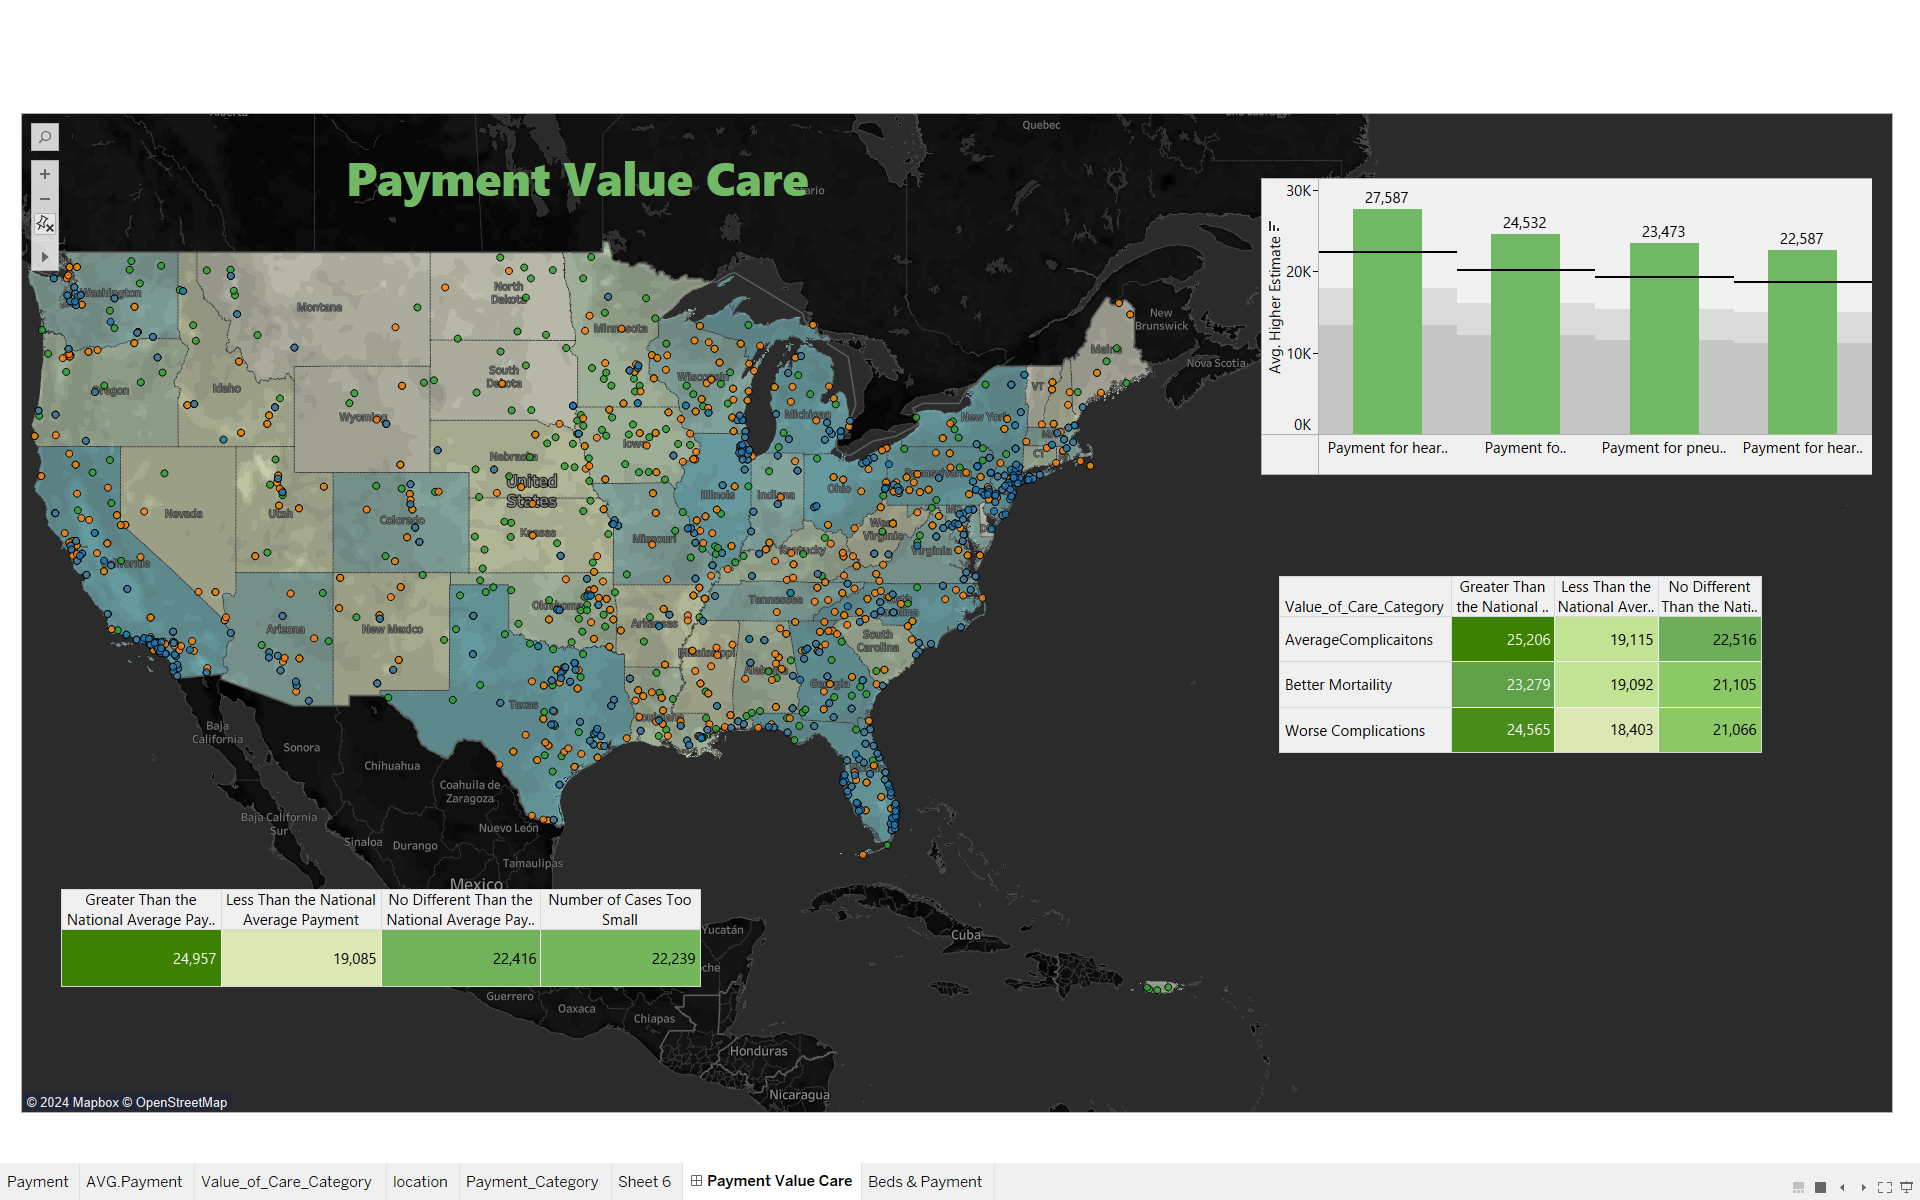 Payment Value Care
Quebec
Washington
Montana
North
Dakota
Minnesota
New
Brunswick
Nova Scotia
Maine
VT
Oregon
Idaho
South
Dakota
Wisconsin
Michigan
New York
Wyoming
Iowa
MA
CT
Nebraska
United
States
Illinois
Indiana
Ohio
Pennsylvania
Nevada
Utah
Colorado
Kansas
Missouri
West
Virginia
Virginia
MD
Kentucky
California
Tennessee
North
Carolina
Oklahoma
Arkansas
Arizona
New Mexico
South
Carolina
Mississippi
Alabama
Georgia
Texas
Louisiana
Baja
California
Sonora
Chihuahua
Coahuila de
Zaragoza
Baja California
Sur
Nuevo León
Sinaloa
Durango
Tamaulipas
Mexico
Yucatán
Cuba
Guerrero
Oaxaca
Chiapas
Honduras
Nicaragua
30K
20K
10K
0K
Avg. Higher Estimate
27,587
24,532
23,473
22,587
Payment for hear..
Payment fo..
Payment for pneu..
Payment for hear..
Value_of_Care_Category
Greater Than
the National ..
Less Than the
National Aver..
No Different
Than the Nati..
AverageComplicaitons 25,206 19,115 22,516
Better Mortaility 23,279 19,092 21,105
Worse Complications 24,565 18,403 21,066
Greater Than the
National Average Pay..
Less Than the National
Average Payment
No Different Than the
National Average Pay..
Number of Cases Too
Small
24,957 19,085 22,416 22,239
© 2024 Mapbox © OpenStreetMap
Payment
AVG.Payment
Value_of_Care_Category
location
Payment_Category
Sheet 6
Payment Value Care
Beds & Payment